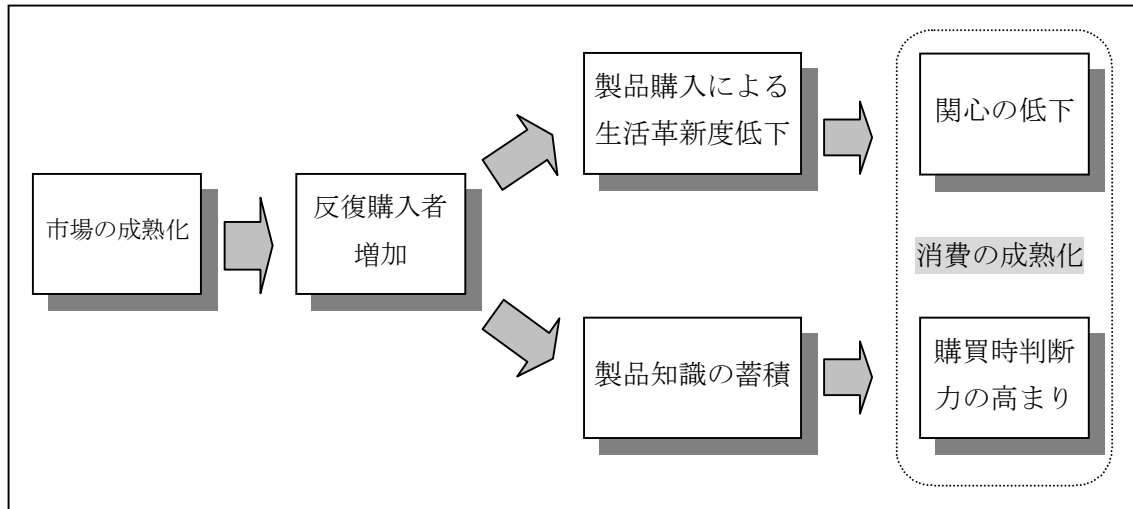 市場の成熟化
反復購入者
増加
製品購入による
生活革新度低下
関心の低下
消費の成熟化
製品知識の蓄積
購買時判断
力の高まり